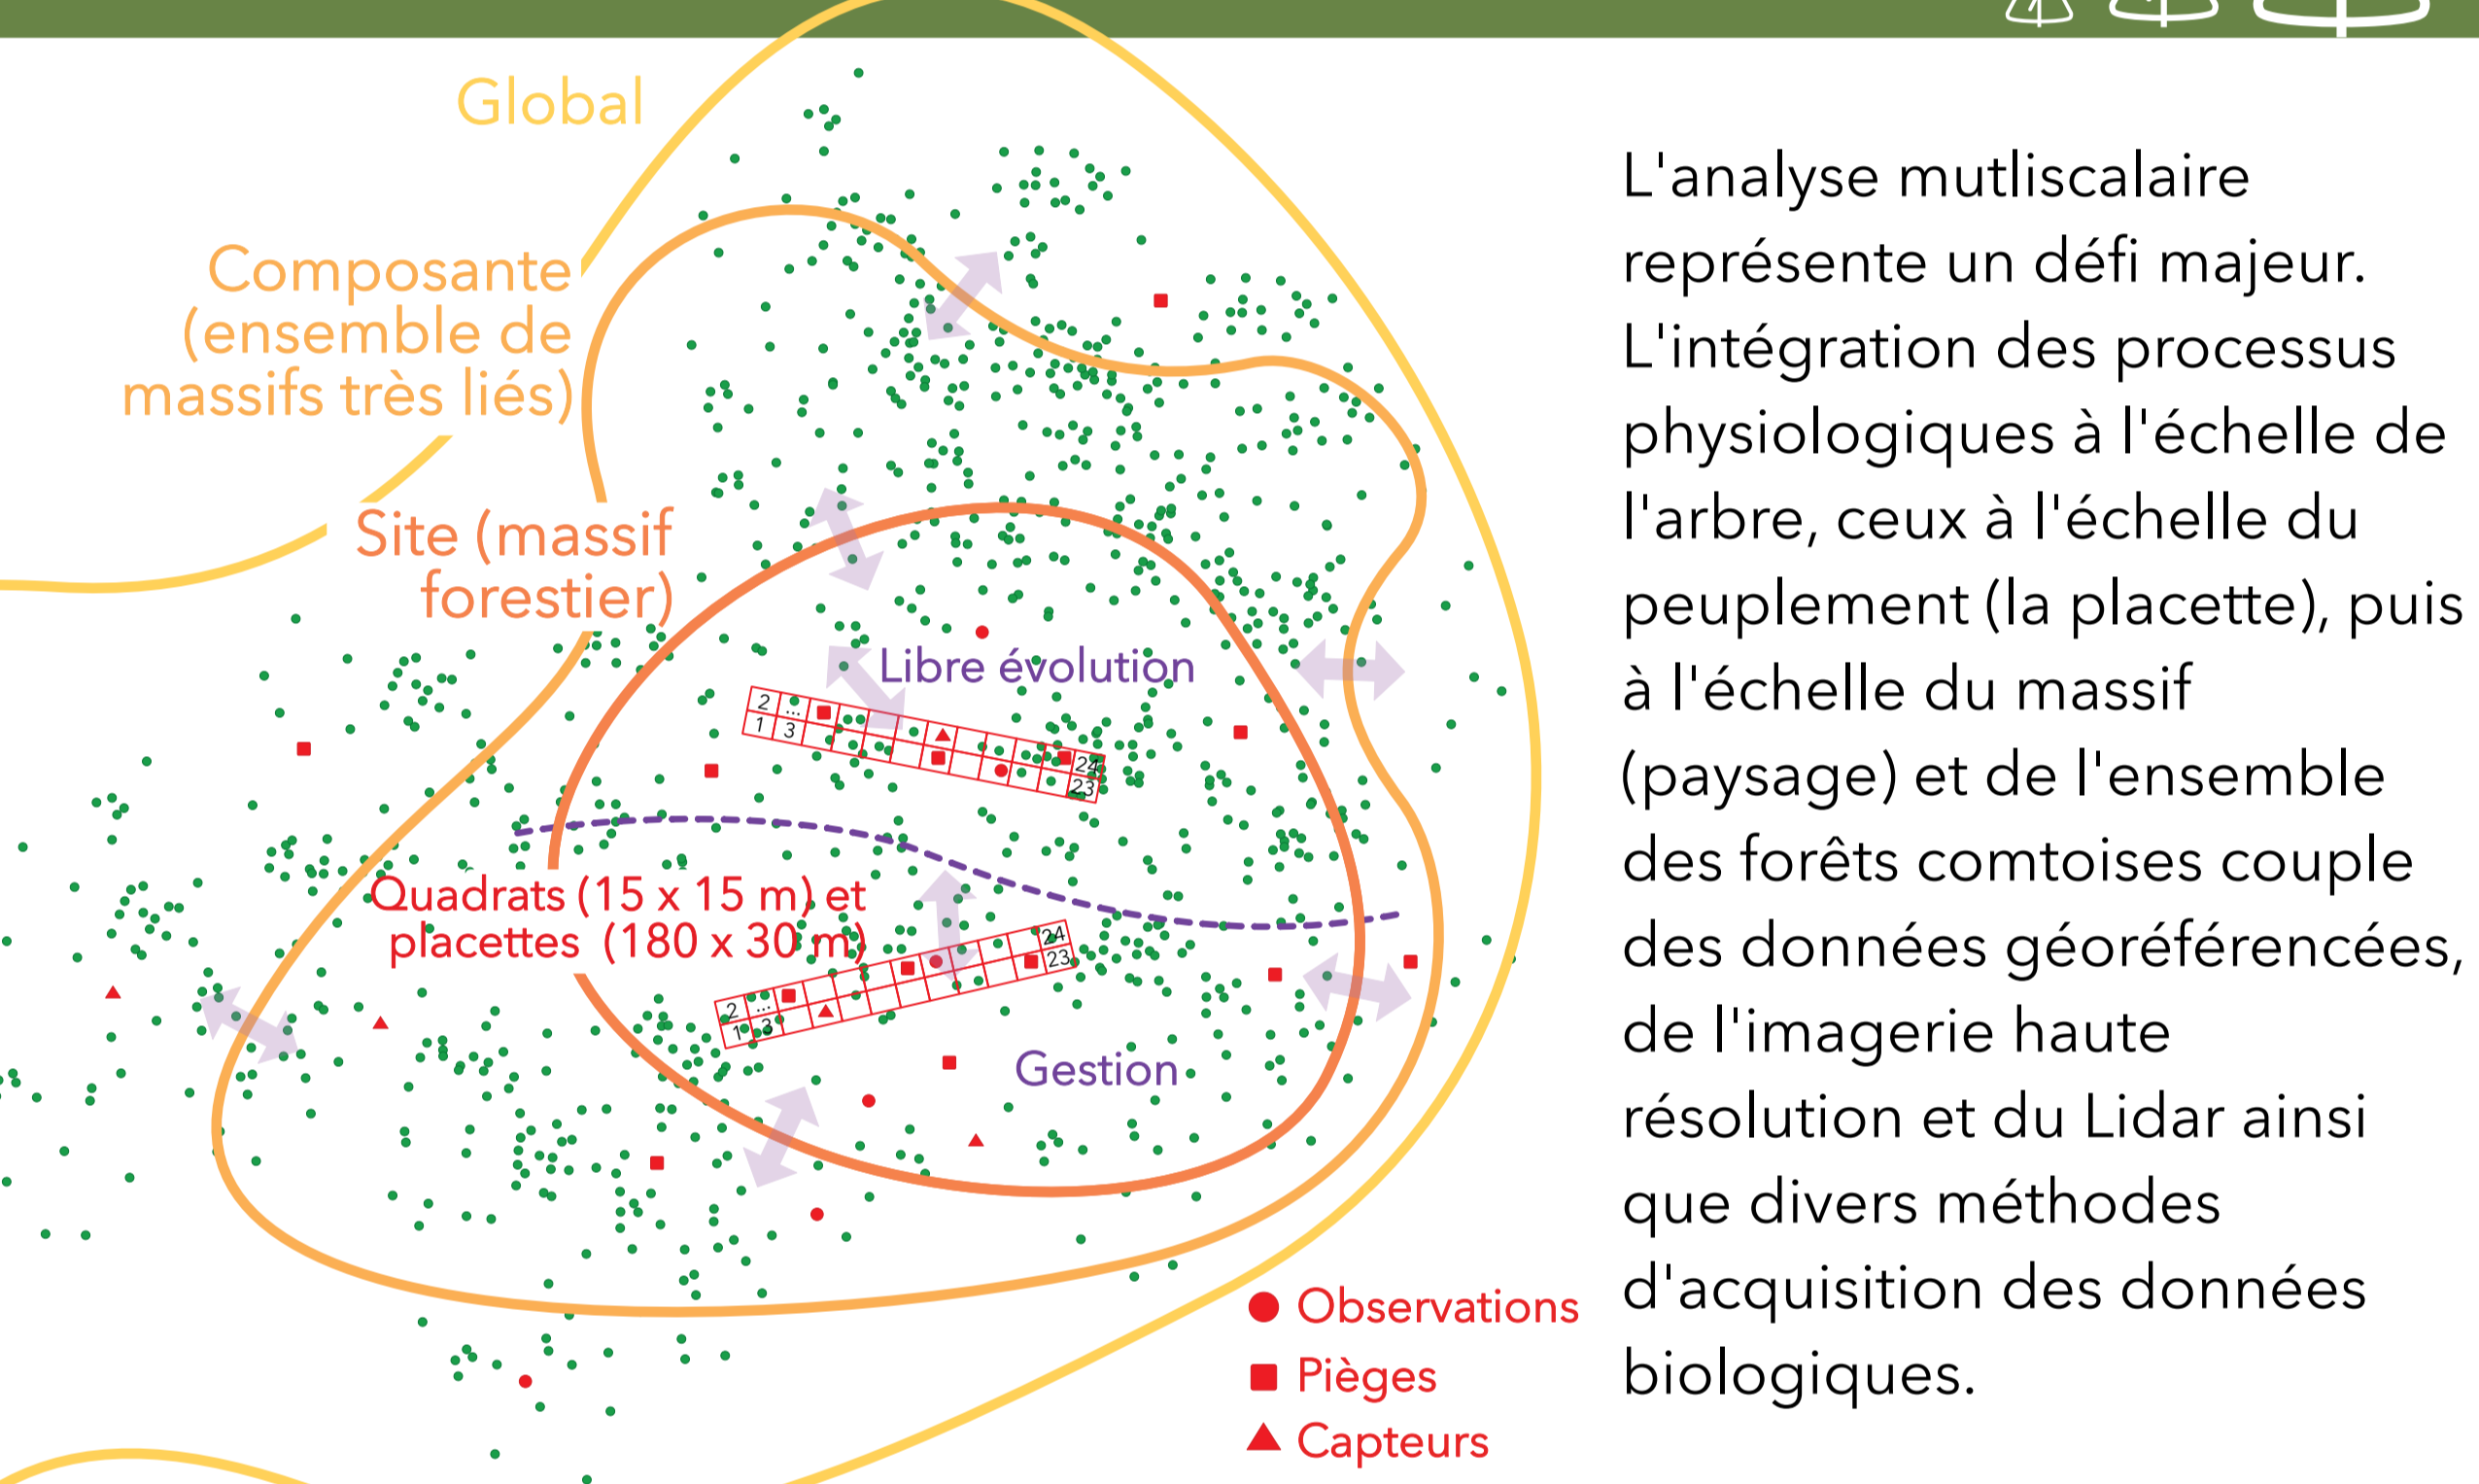 Global
Composante
(ensemble de
massifs très liés)
Site (massif
forestier)
Libre évolution
2 ...
1 3
24
23
Quadrats (15 x 15 m) et
placettes (180 x 30 m)
24
23
2 ...
1 3
Gestion
Observations
Pièges
Capteurs
L'analyse mutliscalaire
représente un défi majeur.
L'intégration des processus
physiologiques à l'échelle de
l'arbre, ceux à l'échelle du
peuplement (la placette), puis
à l'échelle du massif
(paysage) et de l'ensemble
des forêts comtoises couple
des données géoréférencées,
de l'imagerie haute
résolution et du Lidar ainsi
que divers méthodes
d'acquisition des données
biologiques.